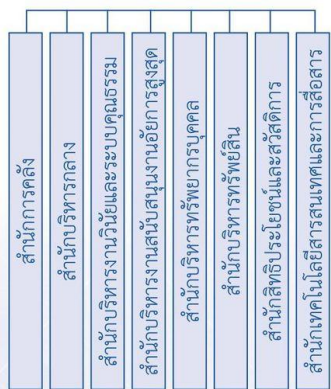 สำนักการคลัง
สำนักบริหารกลาง
สำนักบริหารงานวินัยและระบบคุณธรรม
สำนักบริหารงานสนับสนุนงานอัยการสูงสุด
สำนักบริหารทรัพยากรบุคคล
สำนักบริหารทรัพย์สิน
สำนักสิทธิประโยชน์และสวัสดิการ
สำนักเทคโนโลยีสารสนเทศและการสื่อสาร